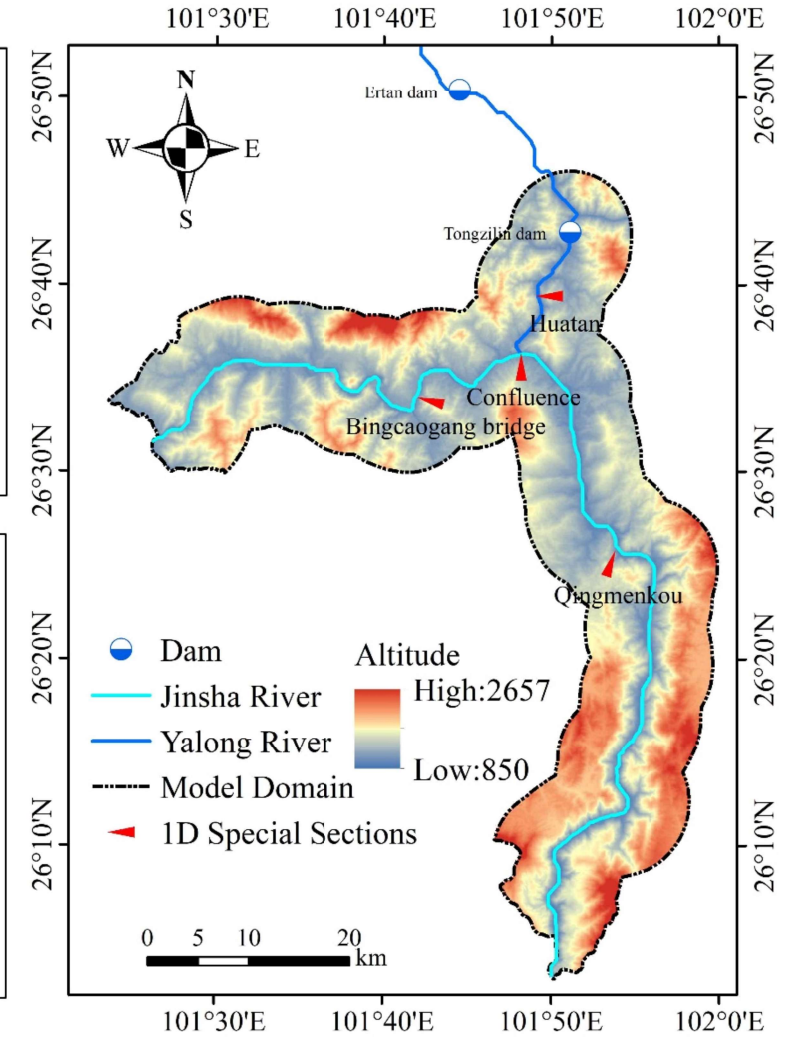 101°30'E 101°40'E 101°50'E 102°0'E
26°50'N
26°40'N
26°30'N
26°20'N
26°10'N
26°50'N
26°40'N
26°30'N
26°20'N
26°10'N
N
W E
S
Ertan dam
Tongzilin dam
Huatan
Confluence
Bingcaogang bridge
Qingmenkou
Dam
Jinsha River
Yalong River
Model Domain
1D Special Sections
Altitude
High:2657
Low:850
0 5 10 20
km
101°30'E 101°40'E 101°50'E 102°0'E